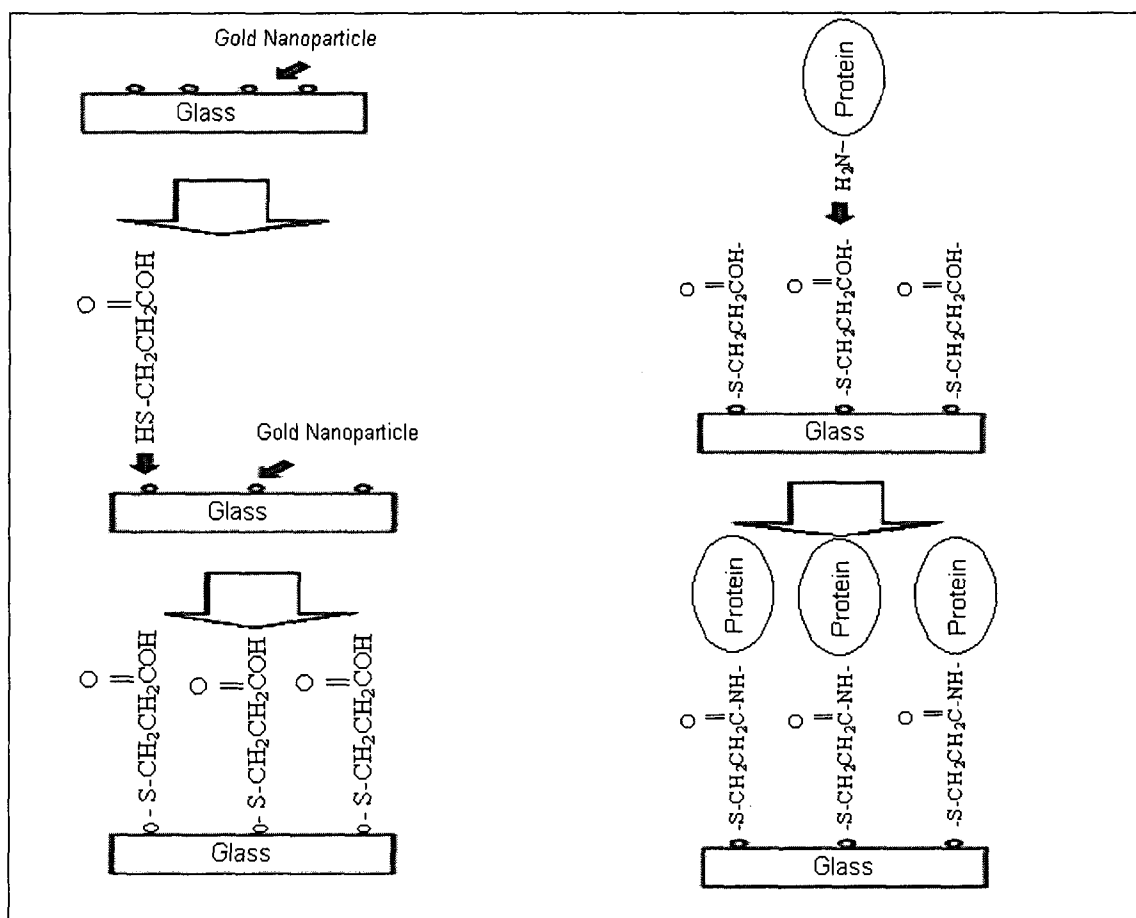 Gold Nanoparticle
Glass
O =
HS-CH₂CH₂COH
Gold Nanoparticle
Glass
O =
O =
O =
- S-CH₂CH₂COH
- S-CH₂CH₂COH
- S-CH₂CH₂COH
Glass
Protein
H₂N-
O =
O =
O =
-S-CH₂CH₂COH-
-S-CH₂CH₂COH-
-S-CH₂CH₂COH-
Glass
Protein
Protein
Protein
O =
O =
O =
-S-CH₂CH₂C-NH-
-S-CH₂CH₂C-NH-
-S-CH₂CH₂C-NH-
Glass